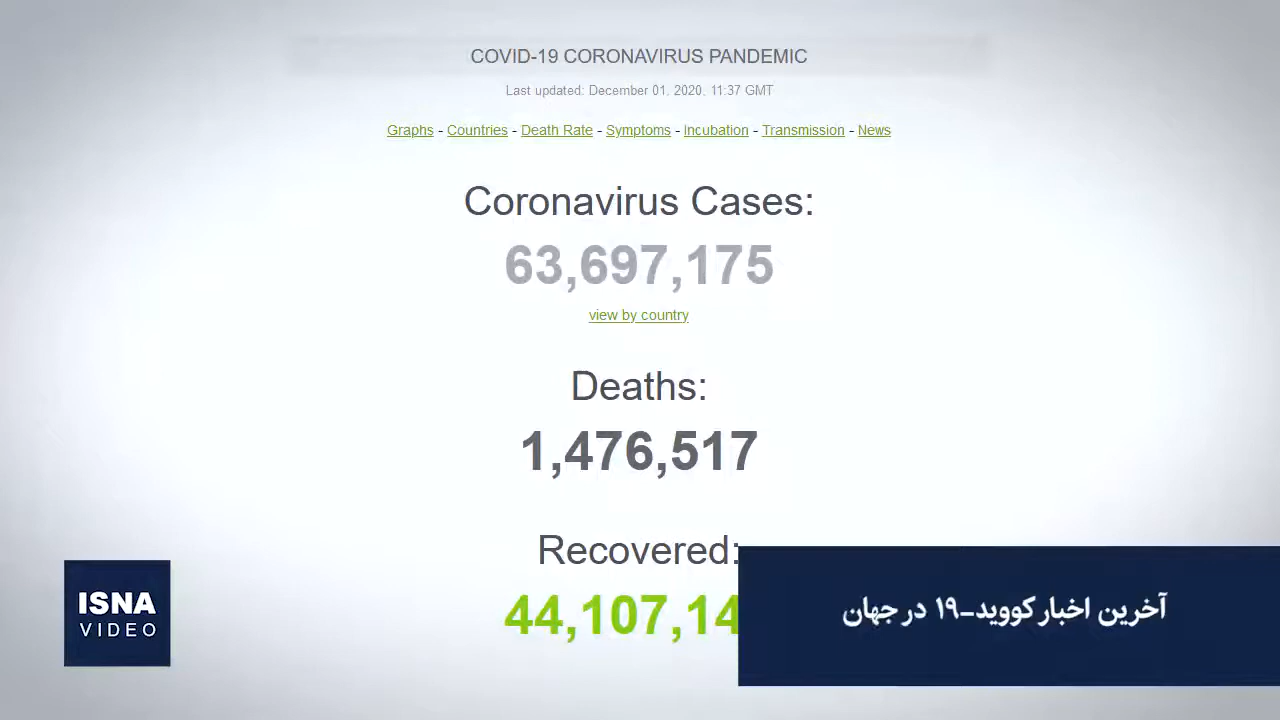 COVID-19 CORONAVIRUS PANDEMIC
Last updated: December 01, 2020, 11:37 GMT
Graphs - Countries - Death Rate - Symptoms - Incubation - Transmission - News
Coronavirus Cases:
63,697,175
view by country
Deaths:
1,476,517
Recovered:
44,107,14
ISNA
VIDEO
آخرین اخبار کووید-۱۹ در جهان